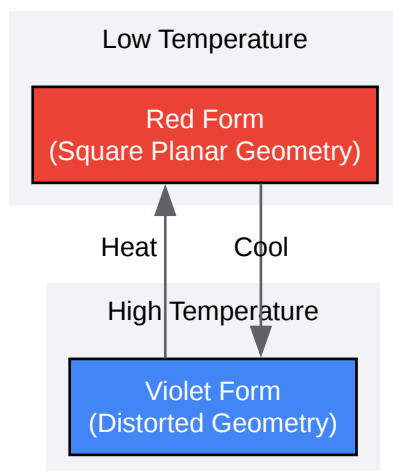 Low Temperature
Red Form
(Square Planar Geometry)
Heat
Cool
High Temperature
Violet Form
(Distorted Geometry)